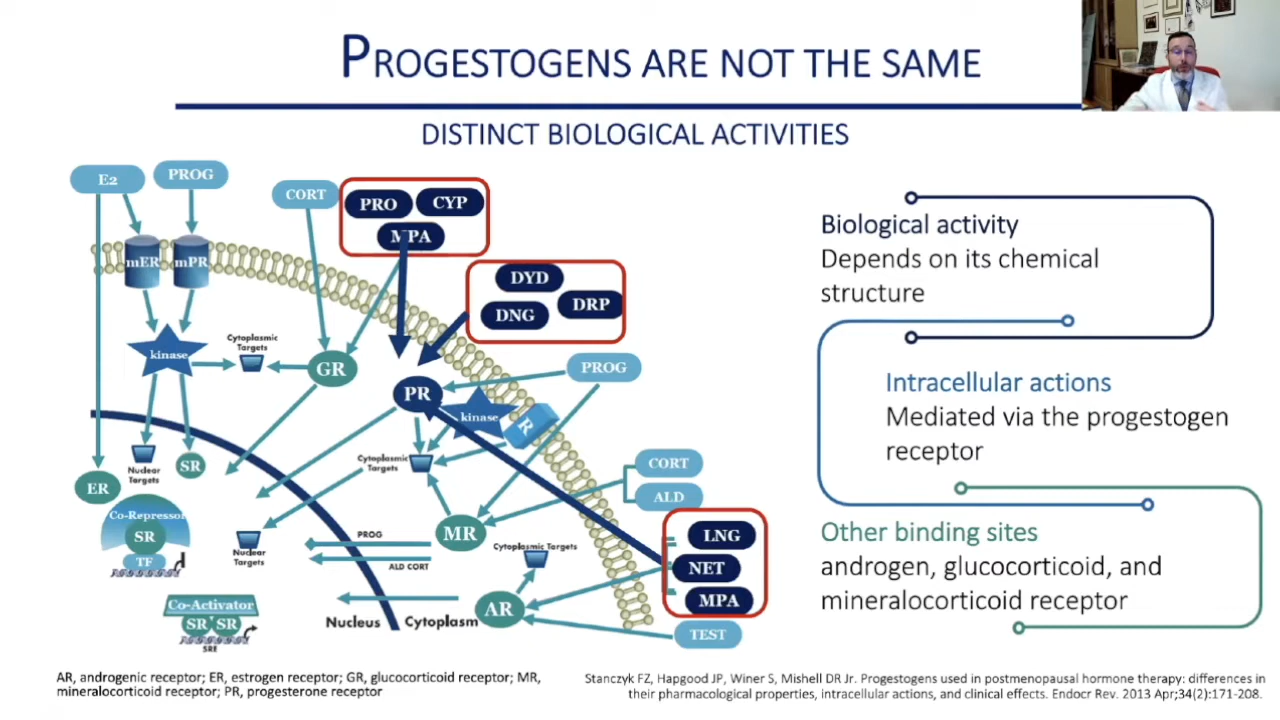 PROGESTOGENS ARE NOT THE SAME
DISTINCT BIOLOGICAL ACTIVITIES
E2
PROG
CORT
PRO
CYP
MPA
mER
mPR
DYD
DNG
DRP
kinase
Cytoplasmic
Targets
GR
PR
PROG
kinase
R
Nuclear
Targets
SR
Cytoplasmic
Targets
CORT
ALD
ER
Co-Repressor
SR
TF
Nuclear
Targets
PROG
MR
ALD CORT
Cytoplasmic Targets
LNG
NET
MPA
Co-Activator
SR SR
SRE
Nucleus
Cytoplasm
AR
TEST
Biological activity
Depends on its chemical
structure
Intracellular actions
Mediated via the progestogen
receptor
Other binding sites
androgen, glucocorticoid, and
mineralocorticoid receptor
AR, androgenic receptor; ER, estrogen receptor; GR, glucocorticoid receptor; MR,
mineralocorticoid receptor; PR, progesterone receptor
Stanczyk FZ, Hapgood JP, Winer S, Mishell DR Jr. Progestogens used in postmenopausal hormone therapy: differences in
their pharmacological properties, intracellular actions, and clinical effects. Endocr Rev. 2013 Apr;34(2):171-208.